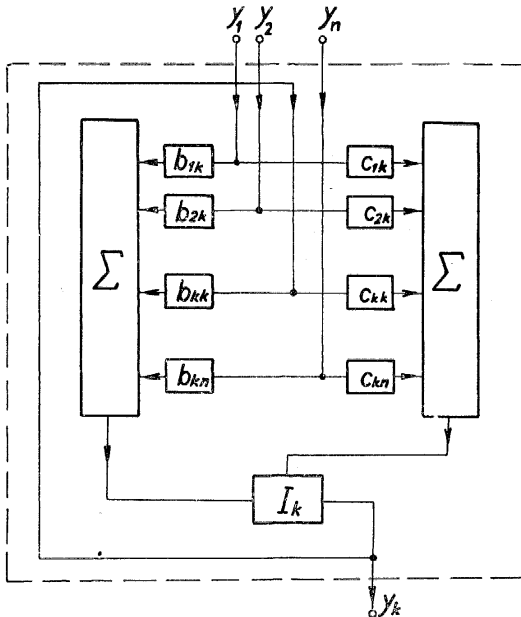 y1 y2 yn
b1k c1k
b2k c2k
Σ Σ
bkk ckk
bkn ckn
Ik
yk